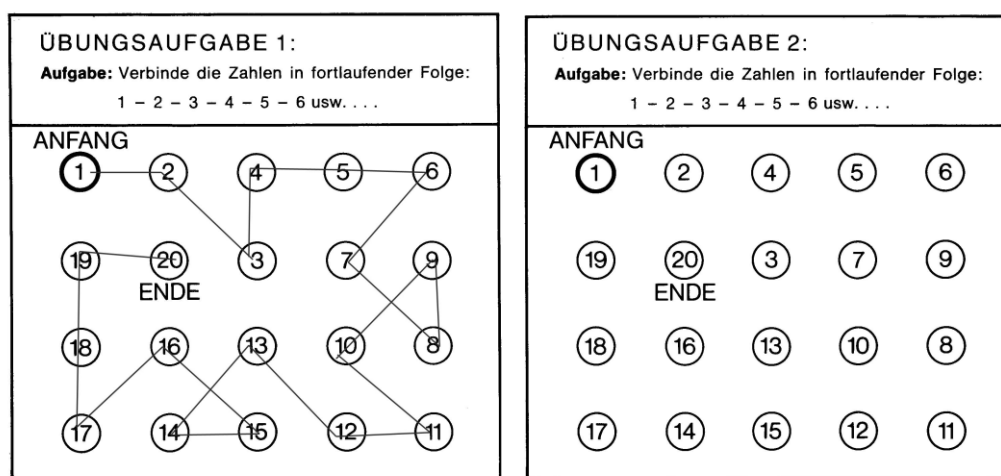 ÜBUNGSAUFGABE 1:
Aufgabe: Verbinde die Zahlen in fortlaufender Folge:
1 – 2 – 3 – 4 – 5 – 6 usw. . . .
ANFANG
1 2 4 5 6
19 20 3 7 9
ENDE
18 16 13 10 8
17 14 15 12 11
ÜBUNGSAUFGABE 2:
Aufgabe: Verbinde die Zahlen in fortlaufender Folge:
1 – 2 – 3 – 4 – 5 – 6 usw. . . .
ANFANG
1 2 4 5 6
19 20 3 7 9
ENDE
18 16 13 10 8
17 14 15 12 11